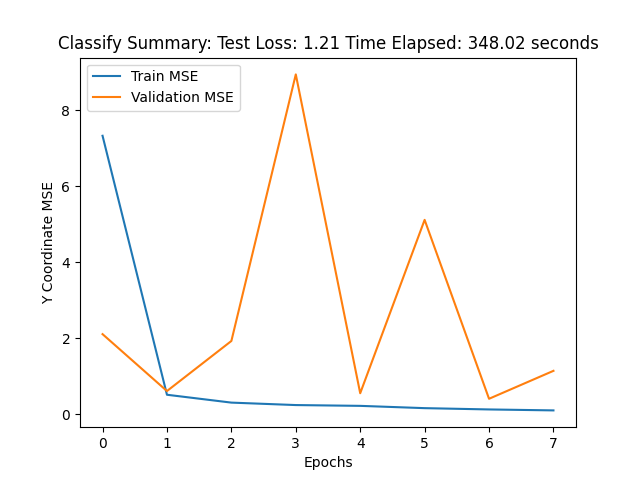 Classify Summary: Test Loss: 1.21 Time Elapsed: 348.02 seconds
Train MSE
Validation MSE
Y Coordinate MSE
8
6
4
2
0
0 1 2 3 4 5 6 7
Epochs